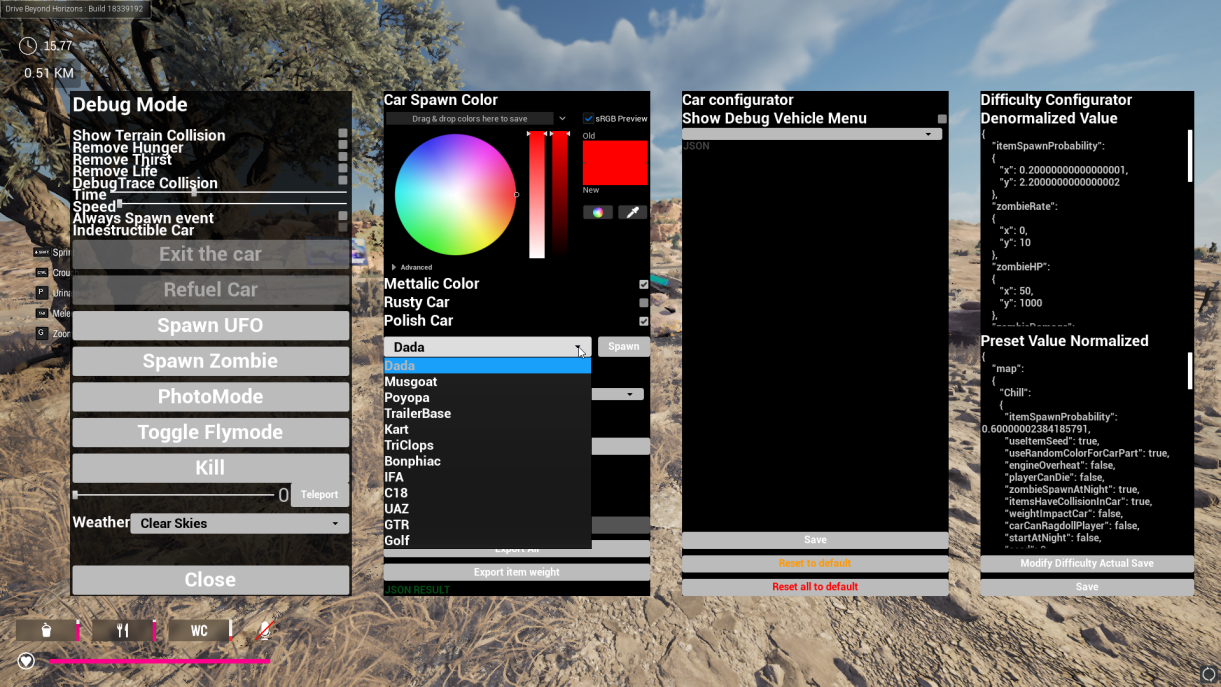 Drive Beyond Horizons : Build 18339192
15.77
0.51 KM
Debug Mode
Show Terrain Collision
Remove Hunger
Remove Thirst
Remove Life
DebugTrace Collision
Time
Speed
Always Spawn event
Indestructible Car
Exit the car
Refuel Car
Spawn UFO
Spawn Zombie
PhotoMode
Toggle Flymode
Kill
0 Teleport
Weather Clear Skies
Close
Sprin
CTRL Crou
P Urina
TAB Mele
G Zoom
WC
Car Spawn Color
Drag & drop colors here to save
sRGB Preview
Old
New
Advanced
Mettalic Color
Rusty Car
Polish Car
Dada Spawn
Dada
Musgoat
Poyopa
TrailerBase
Kart
TriClops
Bonphiac
IFA
C18
UAZ
GTR
Golf
Export All
Export item weight
JSON RESULT
Car configurator
Show Debug Vehicle Menu
JSON
Save
Reset to default
Reset all to default
Difficulty Configurator
Denormalized Value
{
"itemSpawnProbability":
{
"x": 0.20000000000000001,
"y": 2.2000000000000002
},
"zombieRate":
{
"x": 0,
"y": 10
},
"zombieHP":
{
"x": 50,
"y": 1000
},
"zombieDamage":
Preset Value Normalized
{
"map":
{
"Chill":
{
"itemSpawnProbability":
0.60000002384185791,
"useItemSeed": true,
"useRandomColorForCarPart": true,
"engineOverheat": false,
"playerCanDie": false,
"zombieSpawnAtNight": true,
"itemsHaveCollisionInCar": true,
"weightImpactCar": false,
"carCanRagdollPlayer": false,
"startAtNight": false,
Modify Difficulty Actual Save
Save